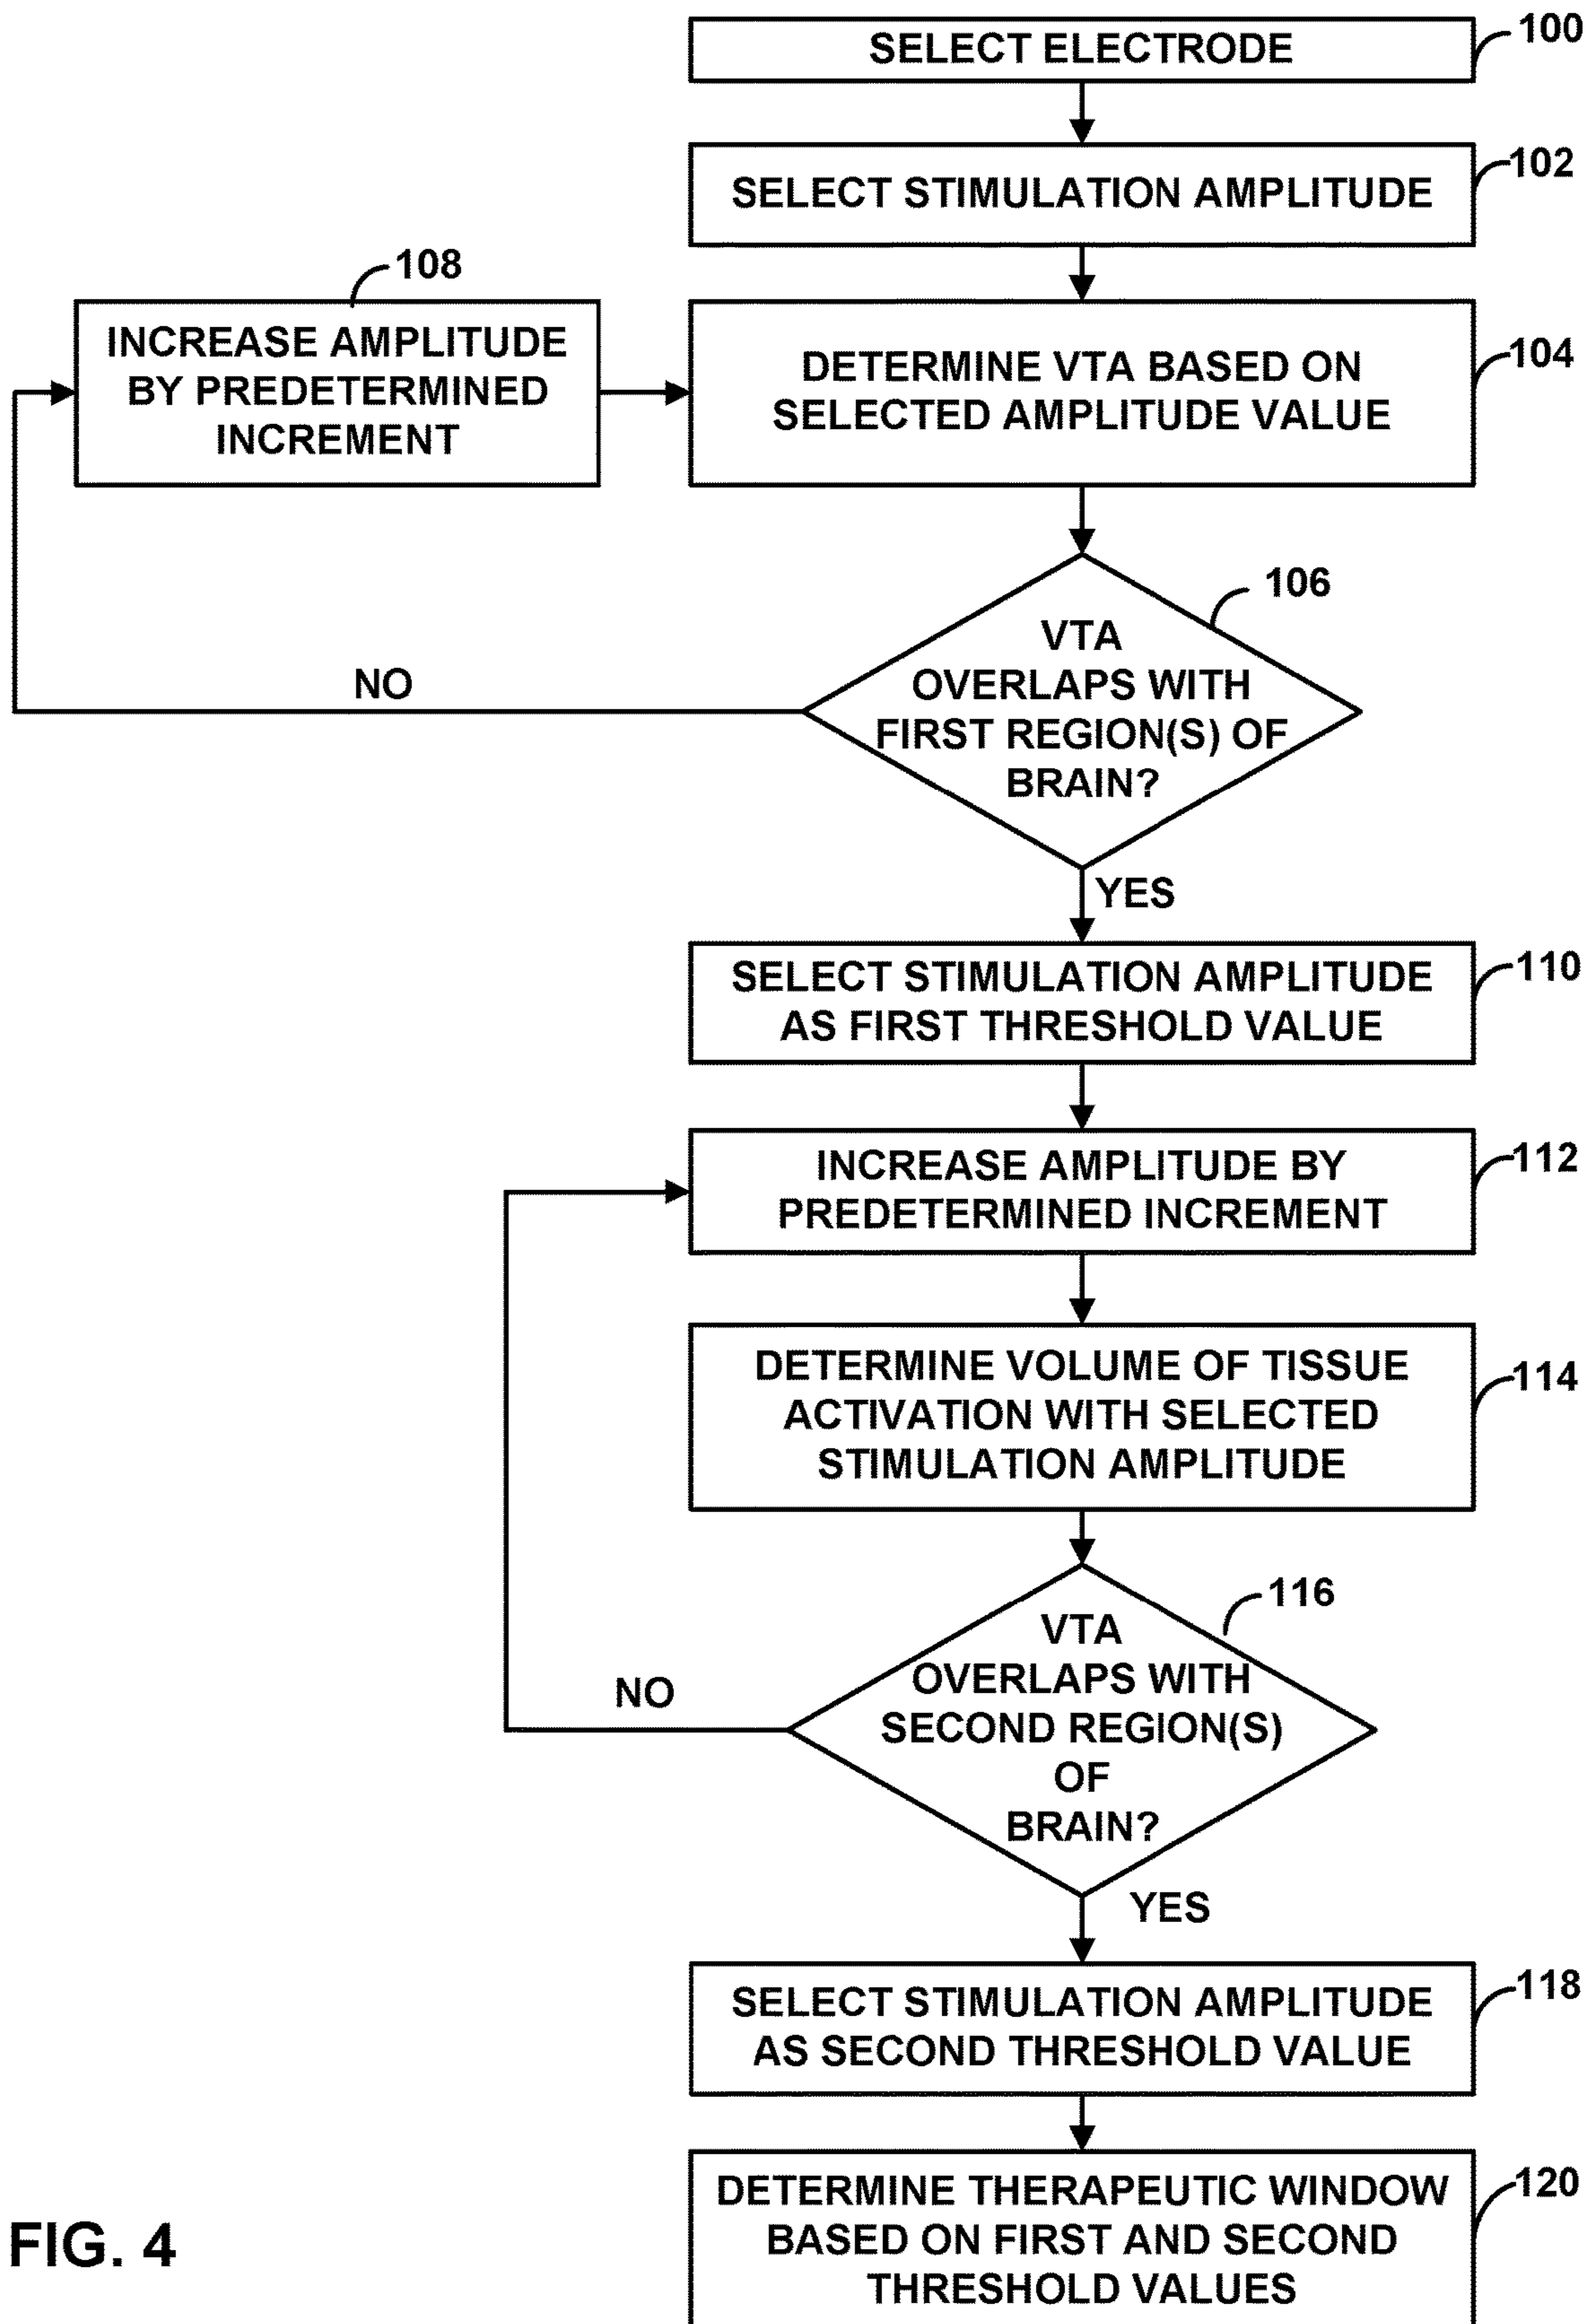 SELECT ELECTRODE
100
SELECT STIMULATION AMPLITUDE
102
108
INCREASE AMPLITUDE
BY PREDETERMINED
INCREMENT
DETERMINE VTA BASED ON
SELECTED AMPLITUDE VALUE
104
106
VTA
OVERLAPS WITH
FIRST REGION(S) OF
BRAIN?
NO
YES
SELECT STIMULATION AMPLITUDE
AS FIRST THRESHOLD VALUE
110
INCREASE AMPLITUDE BY
PREDETERMINED INCREMENT
112
DETERMINE VOLUME OF TISSUE
ACTIVATION WITH SELECTED
STIMULATION AMPLITUDE
114
116
VTA
OVERLAPS WITH
SECOND REGION(S)
OF
BRAIN?
NO
YES
SELECT STIMULATION AMPLITUDE
AS SECOND THRESHOLD VALUE
118
DETERMINE THERAPEUTIC WINDOW
BASED ON FIRST AND SECOND
THRESHOLD VALUES
120
FIG. 4